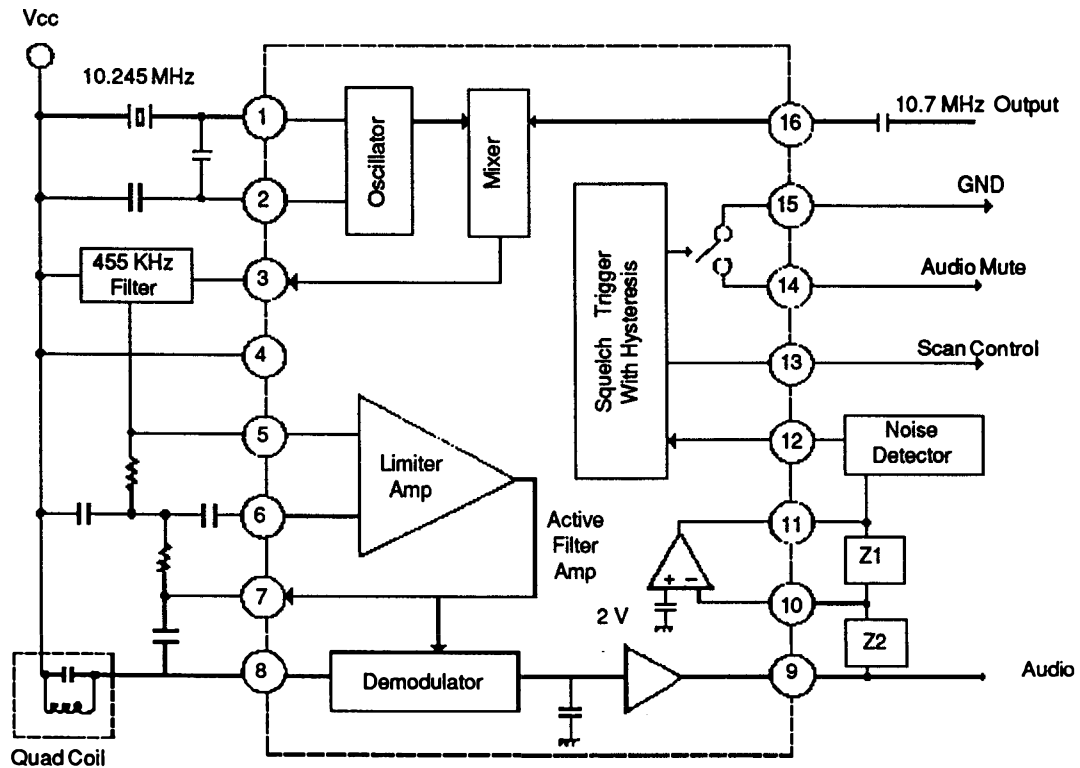 Vcc
10.245 MHz
1
Oscillator
Mixer
16
10.7 MHz Output
2
15
GND
455 KHz
Filter
3
Squelch Trigger
With Hysteresis
14
Audio Mute
4
13
Scan Control
5
Limiter
Amp
12
Noise
Detector
6
Active
Filter
Amp
11
Z1
+ −
7
2 V
10
Z2
8
Demodulator
9
Audio
Quad Coil